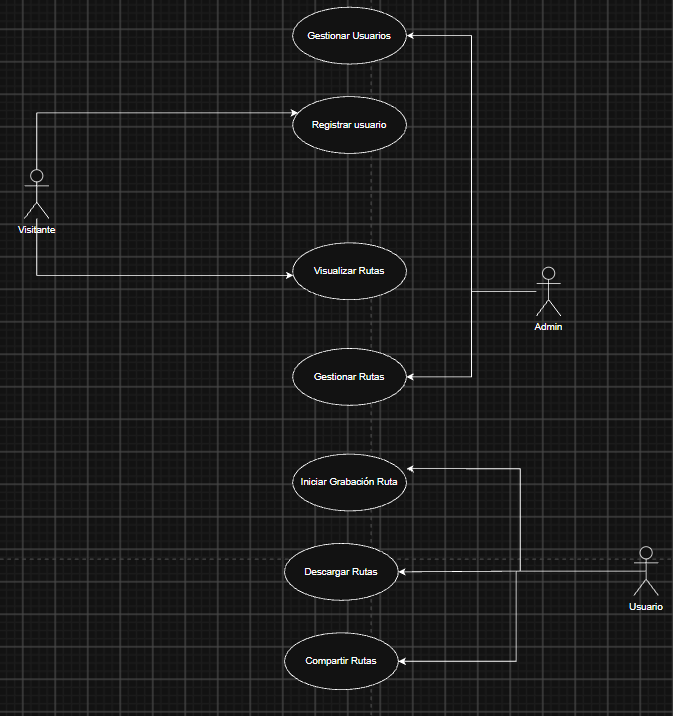 Gestionar Usuarios
Registrar usuario
Visitante
Visualizar Rutas
Admin
Gestionar Rutas
Iniciar Grabación Ruta
Descargar Rutas
Usuario
Compartir Rutas